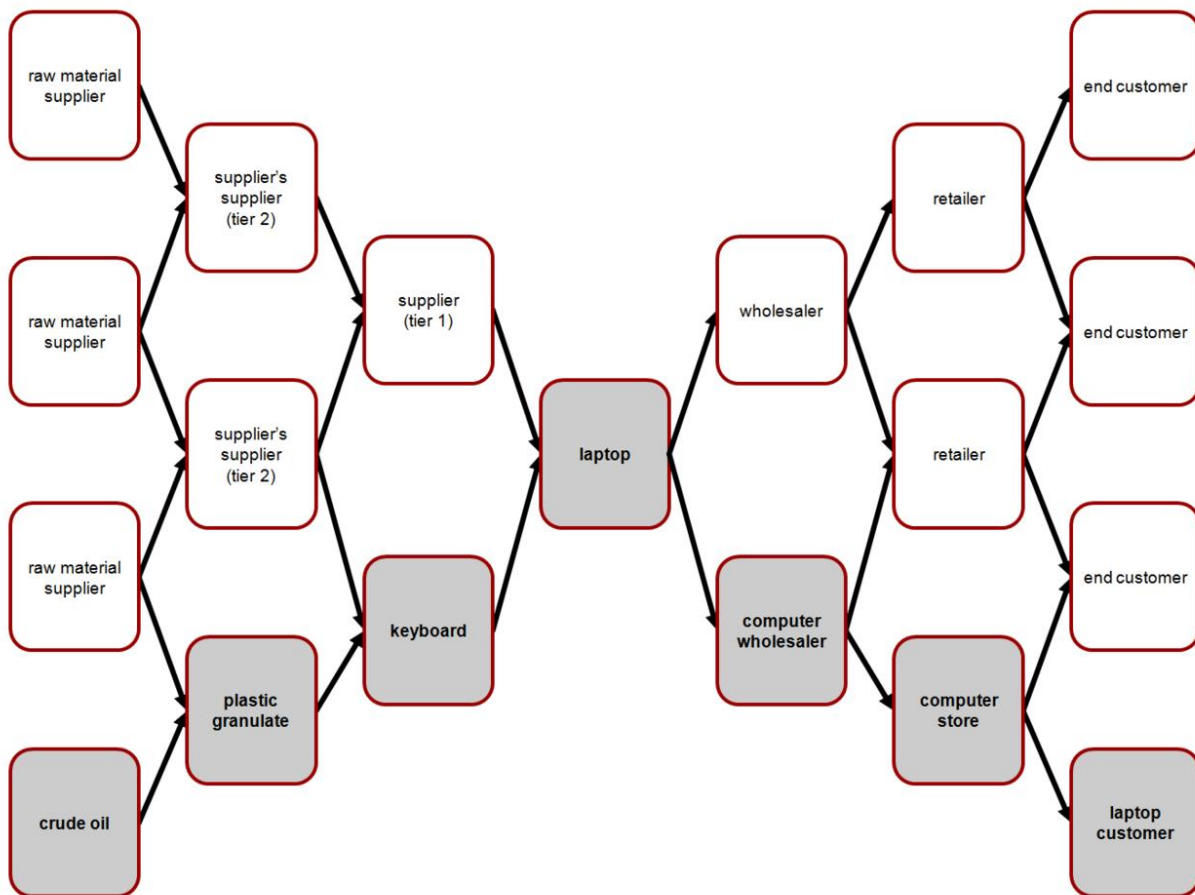 raw material
supplier
raw material
supplier
raw material
supplier
crude oil
supplier’s
supplier
(tier 2)
supplier’s
supplier
(tier 2)
plastic
granulate
supplier
(tier 1)
keyboard
laptop
wholesaler
computer
wholesaler
retailer
retailer
computer
store
end customer
end customer
end customer
laptop
customer